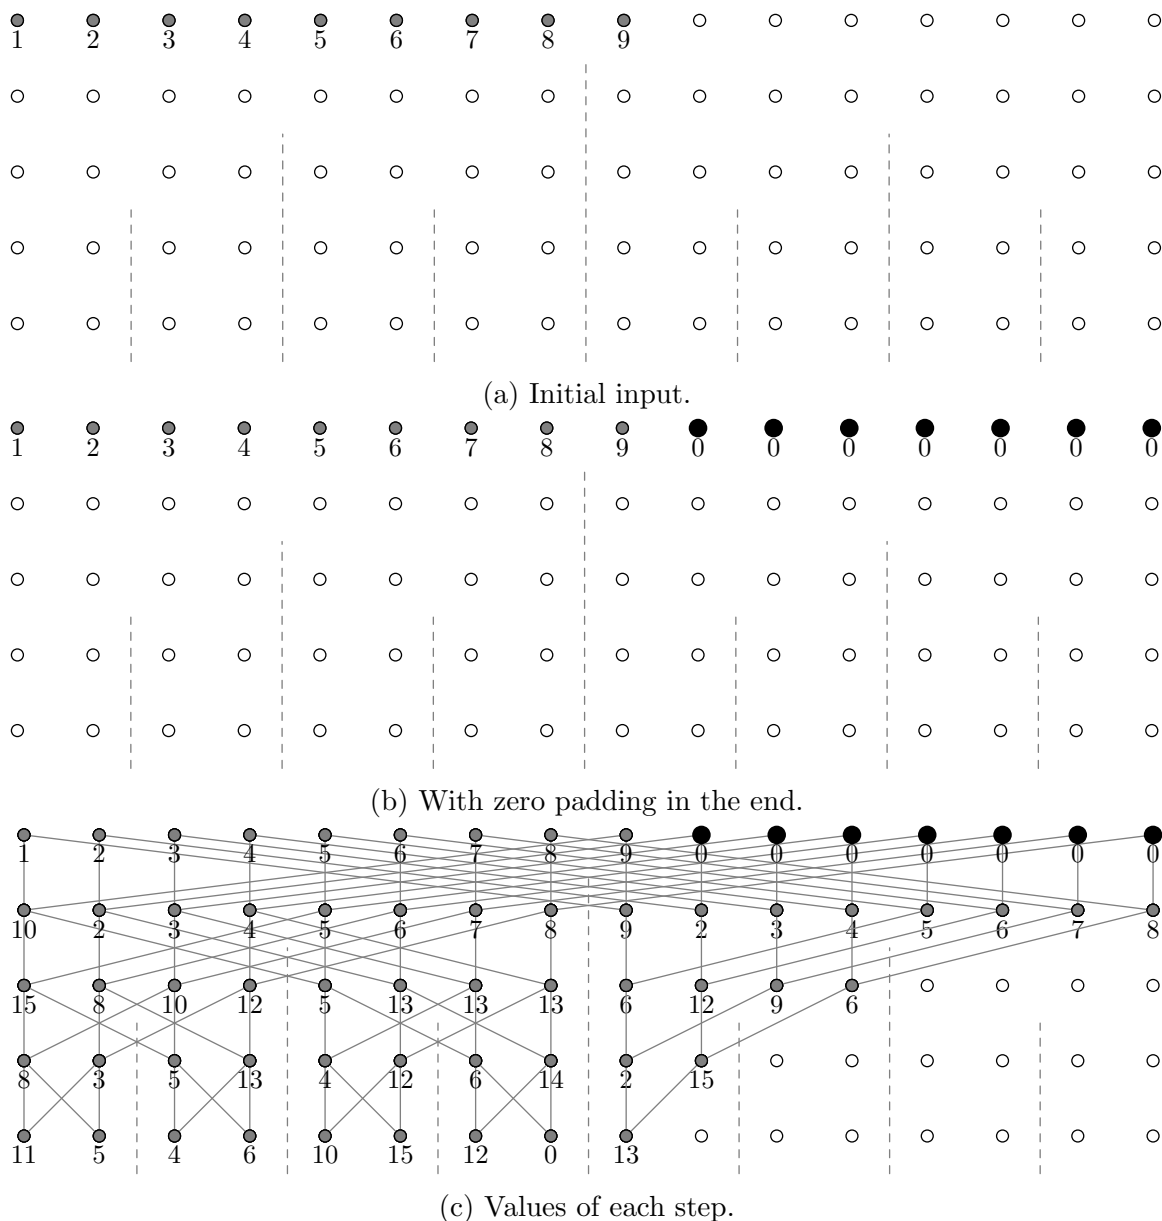 1 2 3 4 5 6 7 8 9
(a) Initial input.
1 2 3 4 5 6 7 8 9 0 0 0 0 0 0 0
(b) With zero padding in the end.
1 2 3 4 5 6 7 8 9 0 0 0 0 0 0 0
10 2 3 4 5 6 7 8 9 2 3 4 5 6 7 8
15 8 10 12 5 13 13 13 6 12 9 6
8 3 5 13 4 12 6 14 2 15
11 5 4 6 10 15 12 0 13
(c) Values of each step.